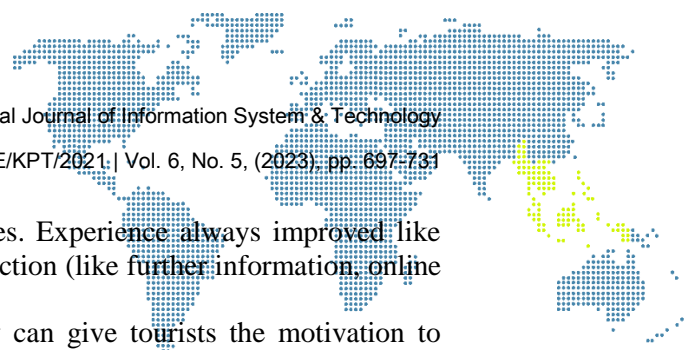 al Journal of Information System & Technology
E/KPT/2021 | Vol. 6, No. 5, (2023), pp. 697-731
es. Experience always improved like
ction (like further information, online
can give tourists the motivation to